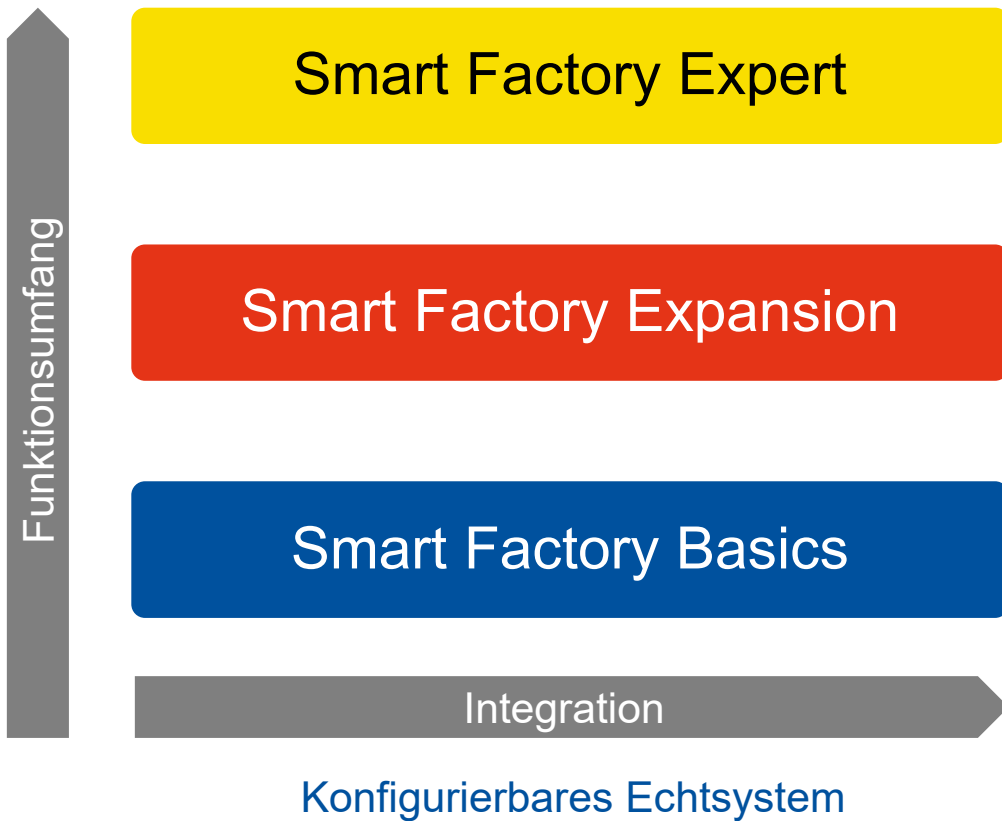 Smart Factory Expert
Smart Factory Expansion
Funktionsumfang
Smart Factory Basics
Integration
Konfigurierbares Echtsystem